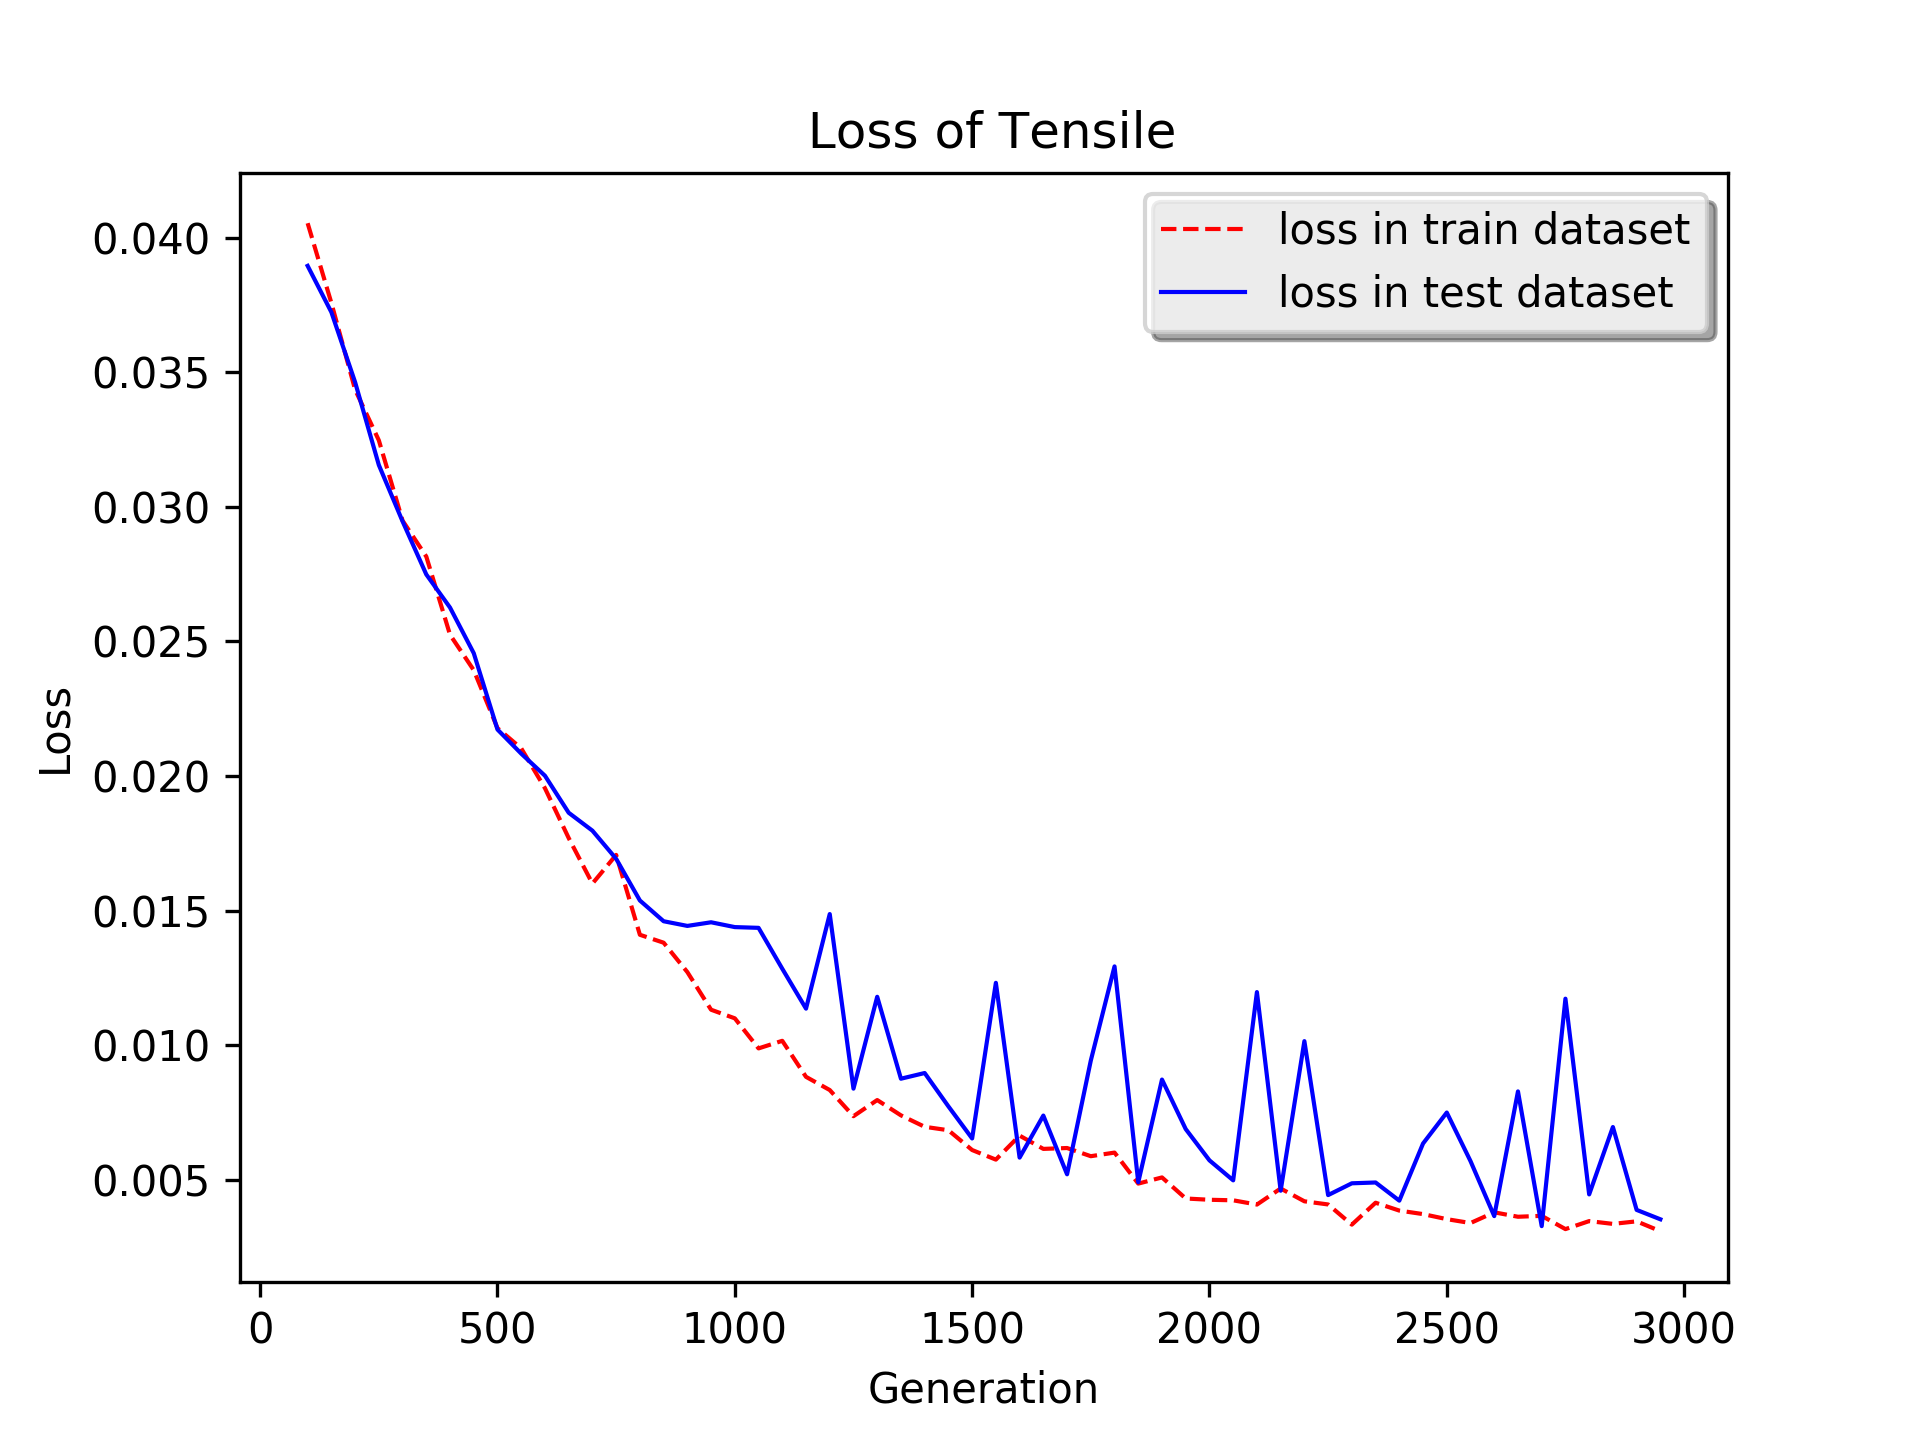 Loss of Tensile
loss in train dataset
loss in test dataset
0.040
0.035
0.030
0.025
0.020
0.015
0.010
0.005
Loss
0 500 1000 1500 2000 2500 3000
Generation